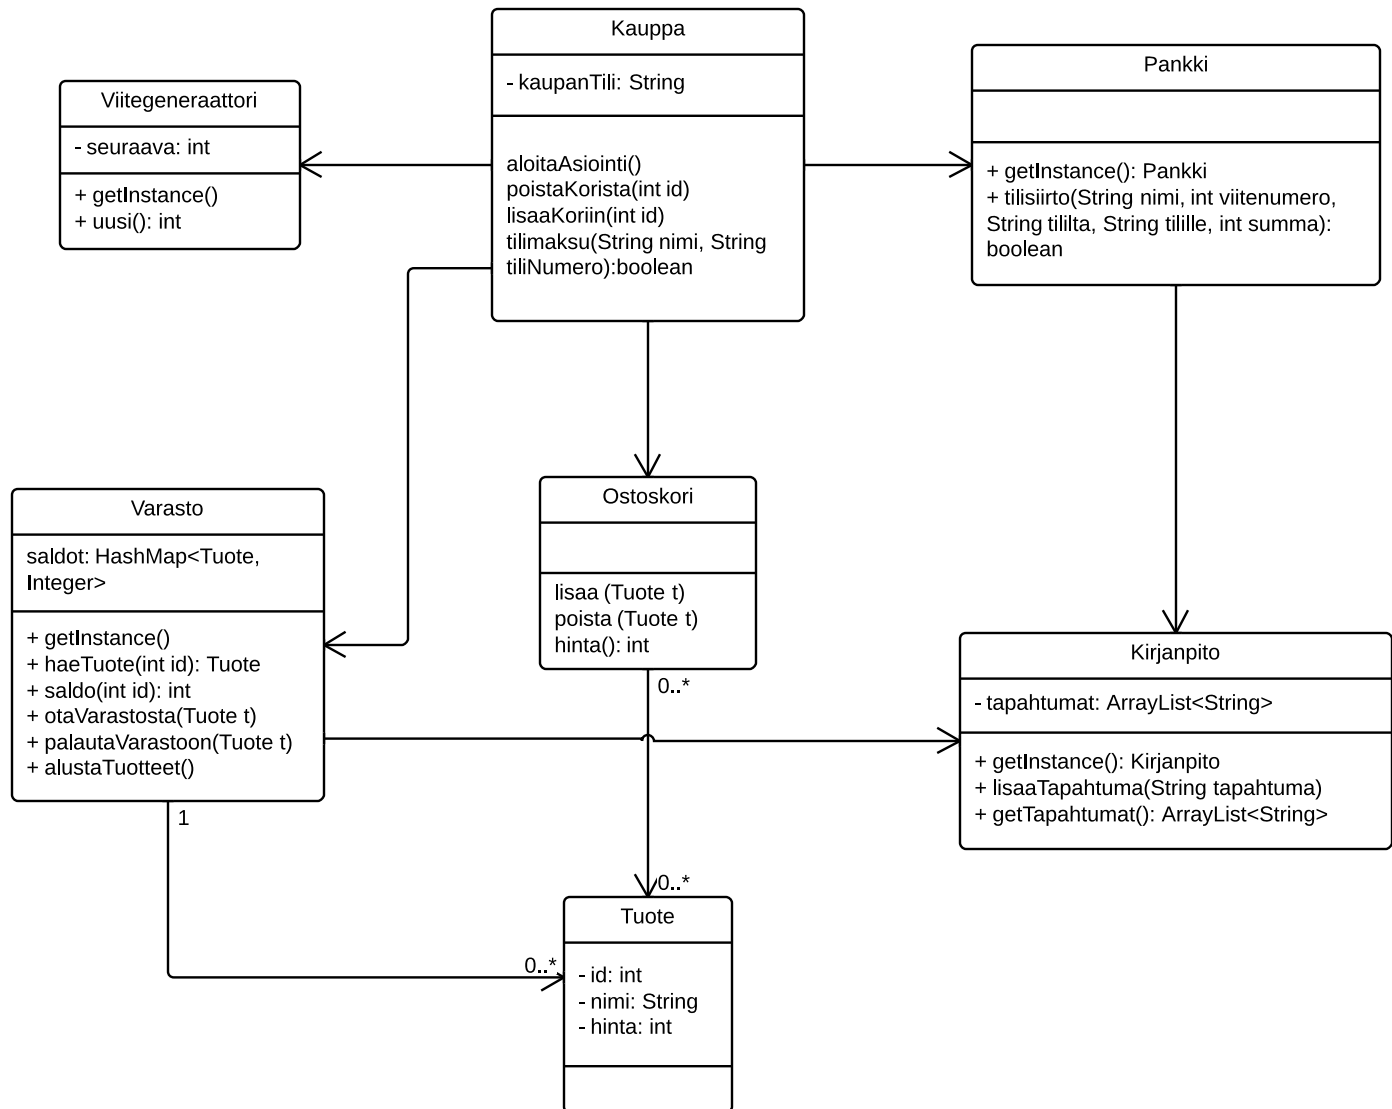 Kauppa
- kaupanTili: String
aloitaAsiointi()
poistaKorista(int id)
lisaaKoriin(int id)
tilimaksu(String nimi, String
tiliNumero):boolean
Viitegeneraattori
- seuraava: int
+ getInstance()
+ uusi(): int
Pankki
+ getInstance(): Pankki
+ tilisiirto(String nimi, int viitenumero,
String tililta, String tilille, int summa):
boolean
Varasto
saldot: HashMap<Tuote,
Integer>
+ getInstance()
+ haeTuote(int id): Tuote
+ saldo(int id): int
+ otaVarastosta(Tuote t)
+ palautaVarastoon(Tuote t)
+ alustaTuotteet()
1
0..*
Ostoskori
lisaa (Tuote t)
poista (Tuote t)
hinta(): int
0..*
0..*
Kirjanpito
- tapahtumat: ArrayList<String>
+ getInstance(): Kirjanpito
+ lisaaTapahtuma(String tapahtuma)
+ getTapahtumat(): ArrayList<String>
Tuote
- id: int
- nimi: String
- hinta: int